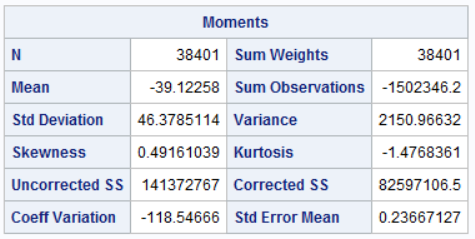 Moments
N 38401 Sum Weights 38401
Mean -39.12258 Sum Observations -1502346.2
Std Deviation 46.3785114 Variance 2150.96632
Skewness 0.49161039 Kurtosis -1.4768361
Uncorrected SS 141372767 Corrected SS 82597106.5
Coeff Variation -118.54666 Std Error Mean 0.23667127